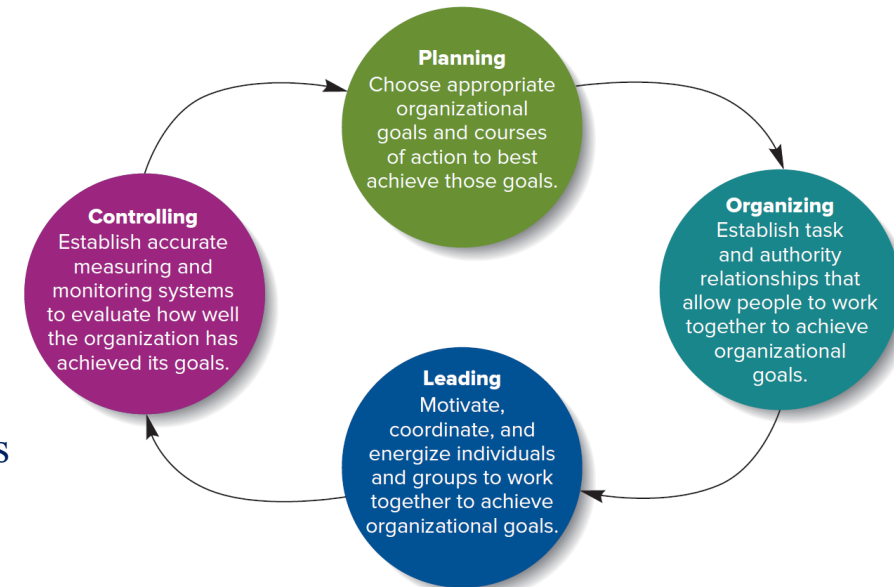 Planning
Choose appropriate
organizational
goals and courses
of action to best
achieve those goals.
Organizing
Establish task
and authority
relationships that
allow people to work
together to achieve
organizational
goals.
Leading
Motivate,
coordinate, and
energize individuals
and groups to work
together to achieve
organizational goals.
Controlling
Establish accurate
measuring and
monitoring systems
to evaluate how well
the organization has
achieved its goals.
s